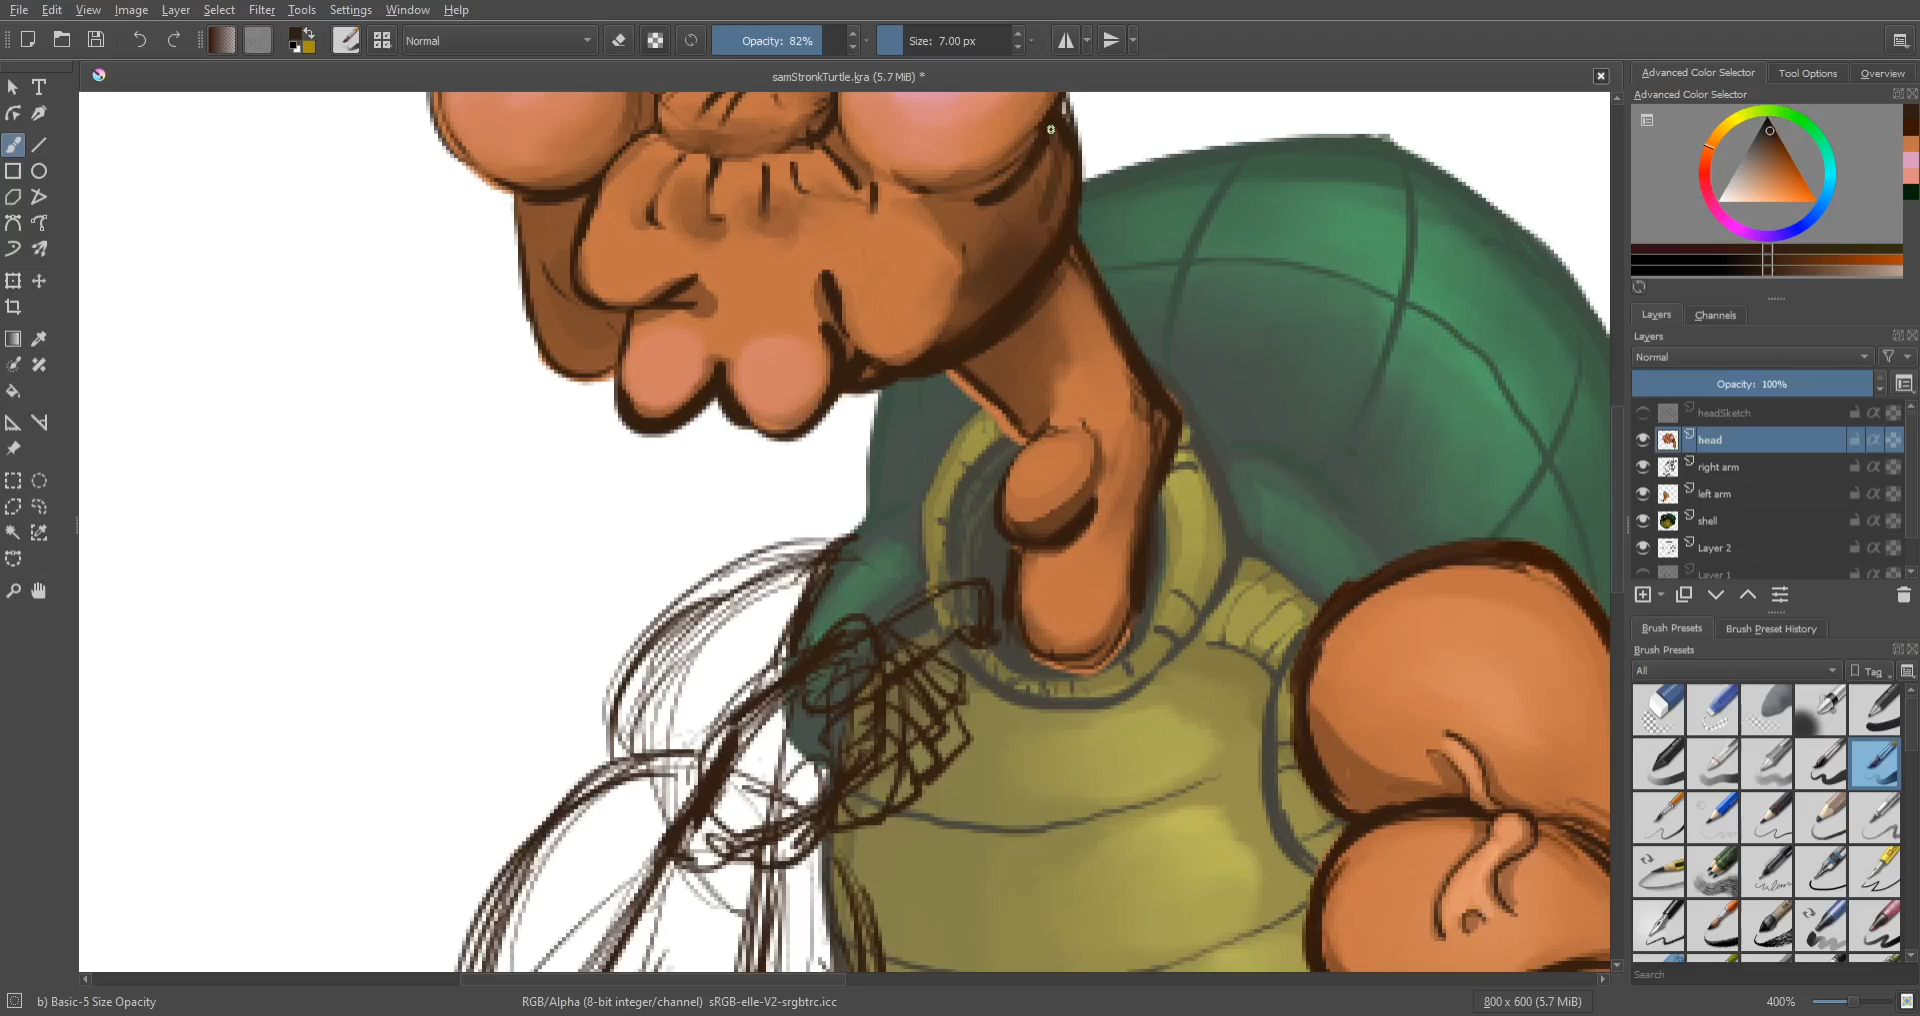 File Edit View Image Layer Select Filter Tools Settings Window Help
Normal
Opacity: 82%
Size: 7.00 px
samStronkTurtle.kra (5.7 MiB) *
Advanced Color Selector
Tool Options
Overview
Advanced Color Selector
Layers
Channels
Layers
Normal
Opacity: 100%
headSketch
head
right arm
left arm
shell
Layer 2
Layer 1
Brush Presets
Brush Preset History
Brush Presets
All
Tag
Search
b) Basic-5 Size Opacity
RGB/Alpha (8-bit integer/channel) sRGB-elle-V2-srgbtrc.icc
800 x 600 (5.7 MiB)
400%